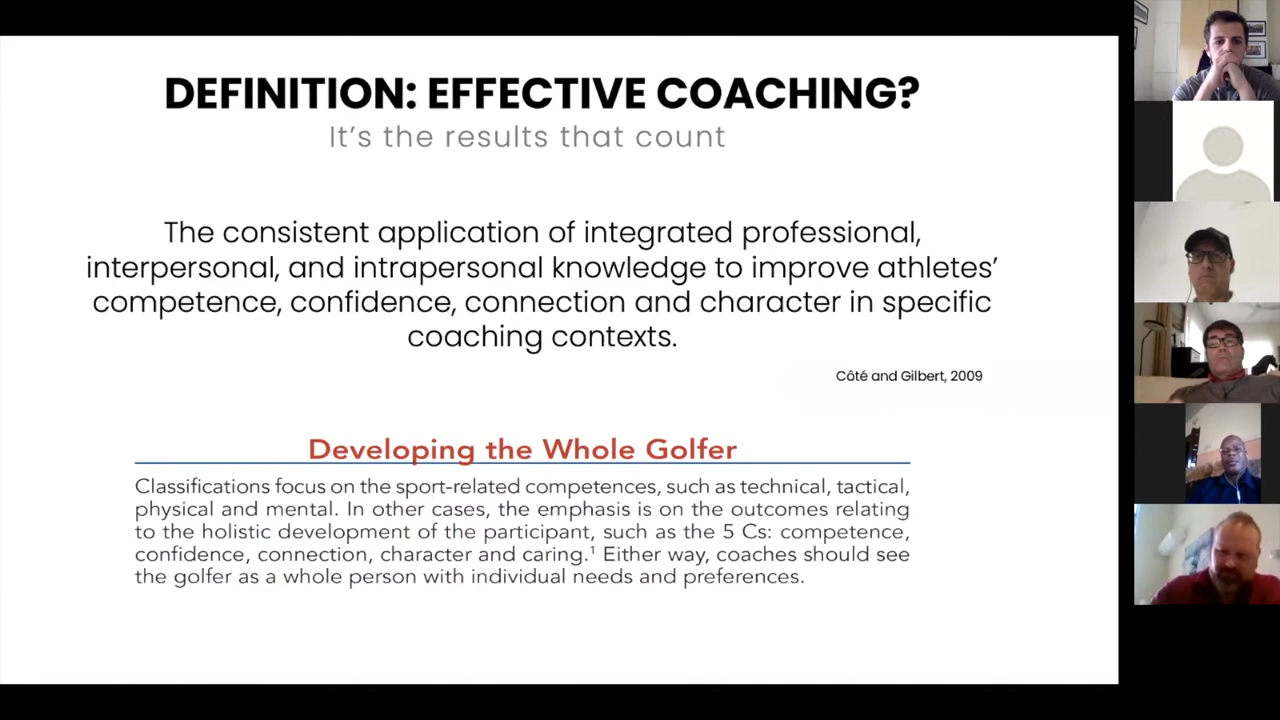 DEFINITION: EFFECTIVE COACHING?
It’s the results that count
The consistent application of integrated professional,
interpersonal, and intrapersonal knowledge to improve athletes’
competence, confidence, connection and character in specific
coaching contexts.
Côté and Gilbert, 2009
Developing the Whole Golfer
Classifications focus on the sport-related competences, such as technical, tactical,
physical and mental. In other cases, the emphasis is on the outcomes relating
to the holistic development of the participant, such as the 5 Cs: competence,
confidence, connection, character and caring.¹ Either way, coaches should see
the golfer as a whole person with individual needs and preferences.